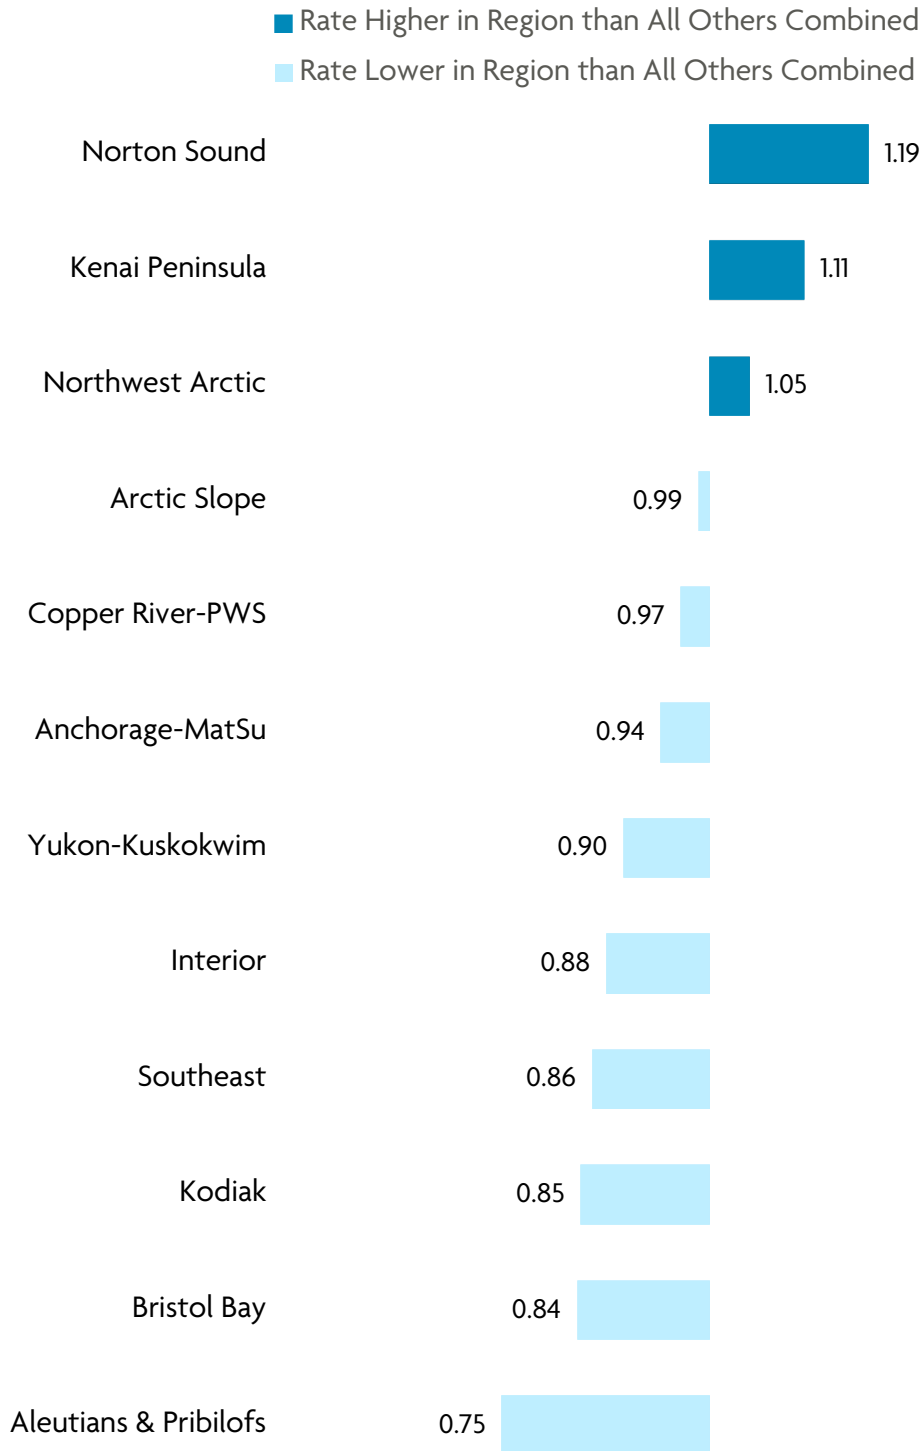 Rate Higher in Region than All Others Combined
Rate Lower in Region than All Others Combined
Norton Sound 1.19
Kenai Peninsula 1.11
Northwest Arctic 1.05
Arctic Slope 0.99
Copper River-PWS 0.97
Anchorage-MatSu 0.94
Yukon-Kuskokwim 0.90
Interior 0.88
Southeast 0.86
Kodiak 0.85
Bristol Bay 0.84
Aleutians & Pribilofs 0.75